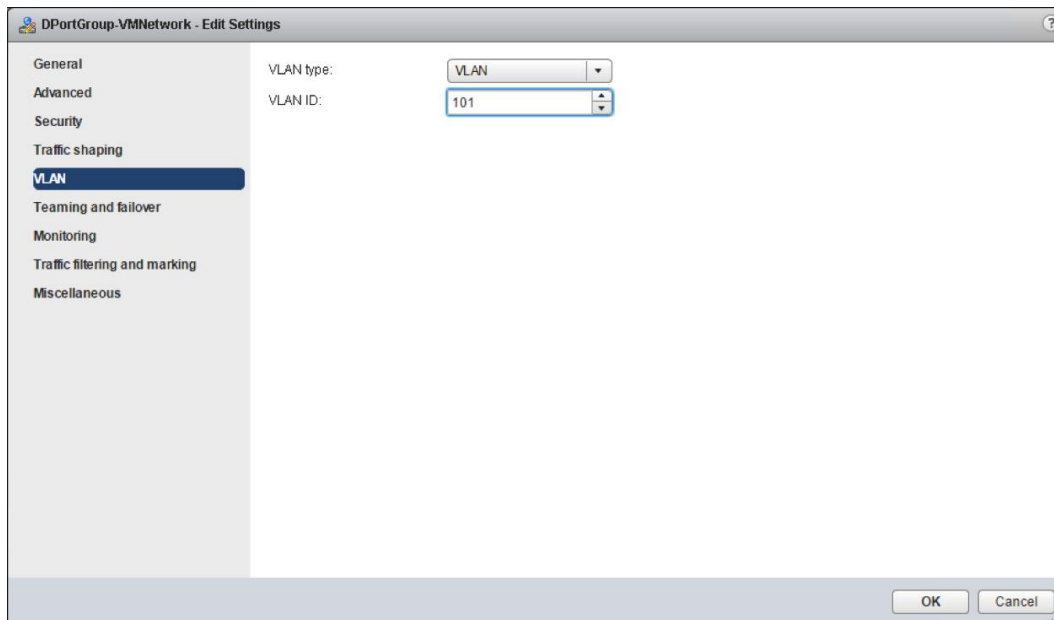 DPortGroup-VMNetwork - Edit Settings
?
General
Advanced
Security
Traffic shaping
VLAN
Teaming and failover
Monitoring
Traffic filtering and marking
Miscellaneous
VLAN type: VLAN
VLAN ID: 101
OK Cancel